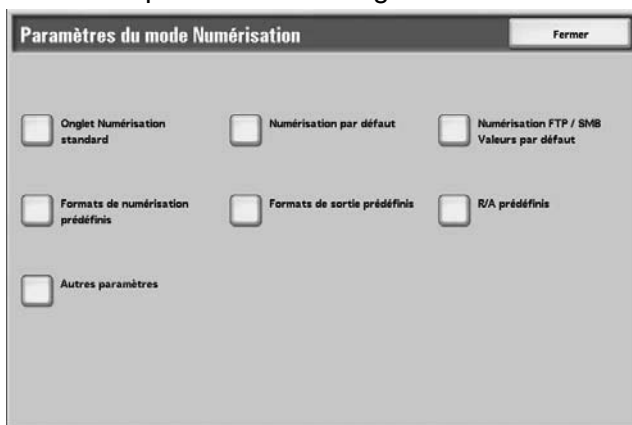 Paramètres du mode Numérisation
Fermer
Onglet Numérisation
standard
Numérisation par défaut
Numérisation FTP / SMB
Valeurs par défaut
Formats de numérisation
prédéfinis
Formats de sortie prédéfinis
R/A prédéfinis
Autres paramètres